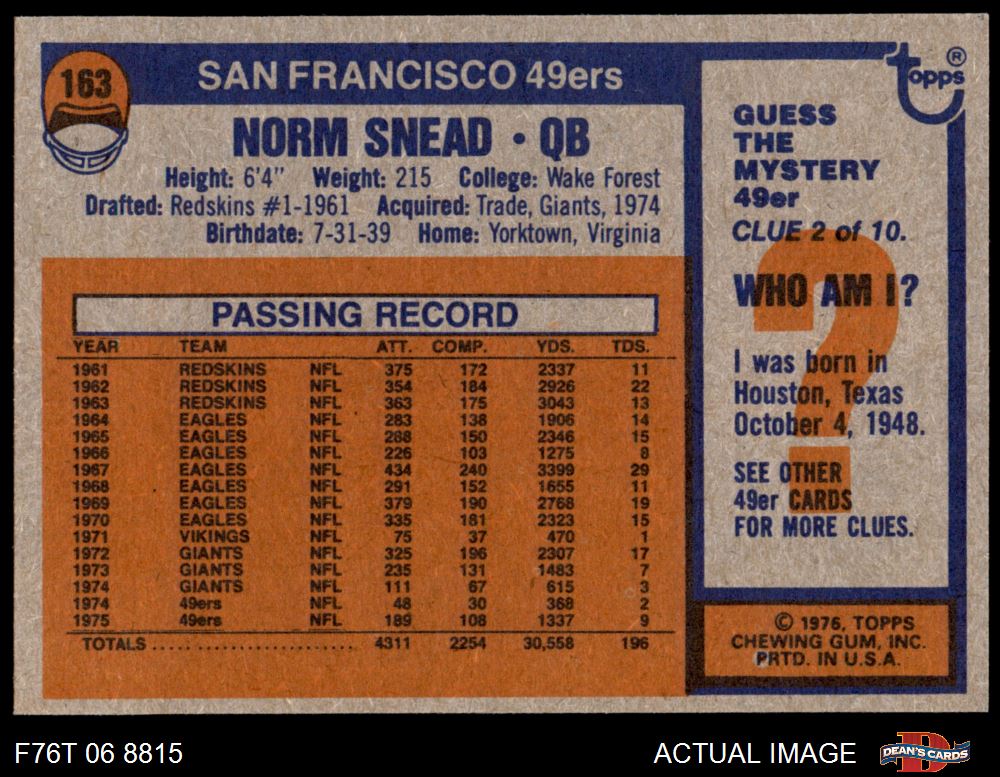 163
SAN FRANCISCO 49ers
NORM SNEAD • QB
Height: 6'4" Weight: 215 College: Wake Forest
Drafted: Redskins #1-1961 Acquired: Trade, Giants, 1974
Birthdate: 7-31-39 Home: Yorktown, Virginia
PASSING RECORD
YEAR TEAM ATT. COMP. YDS. TDS.
1961 REDSKINS NFL 375 172 2337 11
1962 REDSKINS NFL 354 184 2926 22
1963 REDSKINS NFL 363 175 3043 13
1964 EAGLES NFL 283 138 1906 14
1965 EAGLES NFL 288 150 2346 15
1966 EAGLES NFL 226 103 1275 8
1967 EAGLES NFL 434 240 3399 29
1968 EAGLES NFL 291 152 1655 11
1969 EAGLES NFL 379 190 2768 19
1970 EAGLES NFL 335 181 2323 15
1971 VIKINGS NFL 75 37 470 1
1972 GIANTS NFL 325 196 2307 17
1973 GIANTS NFL 235 131 1483 7
1974 GIANTS NFL 111 67 615 3
1974 49ers NFL 48 30 368 2
1975 49ers NFL 189 108 1337 9
TOTALS ........................ 4311 2254 30,558 196
topps ®
GUESS
THE
MYSTERY
49er
CLUE 2 of 10.
WHO AM I?
?
I was born in
Houston, Texas
October 4, 1948.
SEE OTHER
49er CARDS
FOR MORE CLUES.
© 1976, TOPPS
CHEWING GUM, INC.
PRTD. IN U.S.A.
F76T 06 8815
ACTUAL IMAGE
DEAN'S CARDS